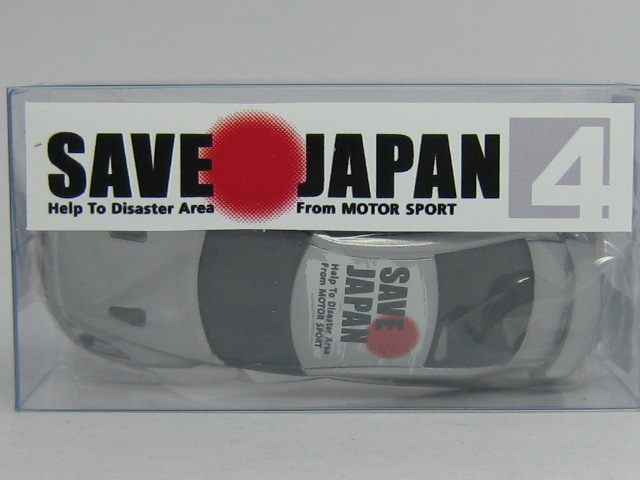 SAVE JAPAN 4
Help To Disaster Area From MOTOR SPORT
SAVE
JAPAN
Help To Disaster Area
From MOTOR SPORT